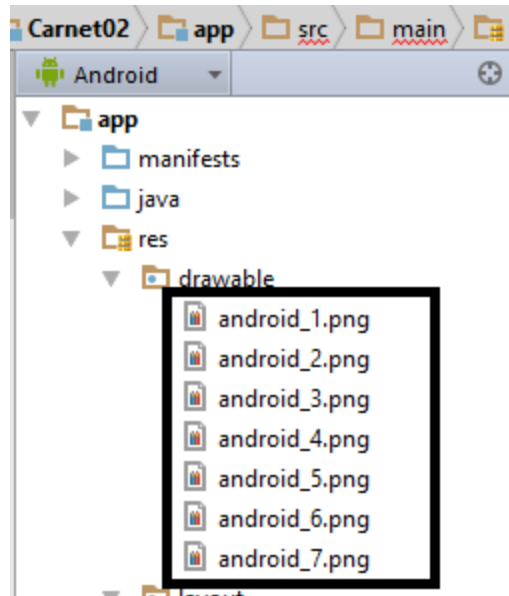 Carnet02 app src main
Android
app
manifests
java
res
drawable
android_1.png
android_2.png
android_3.png
android_4.png
android_5.png
android_6.png
android_7.png